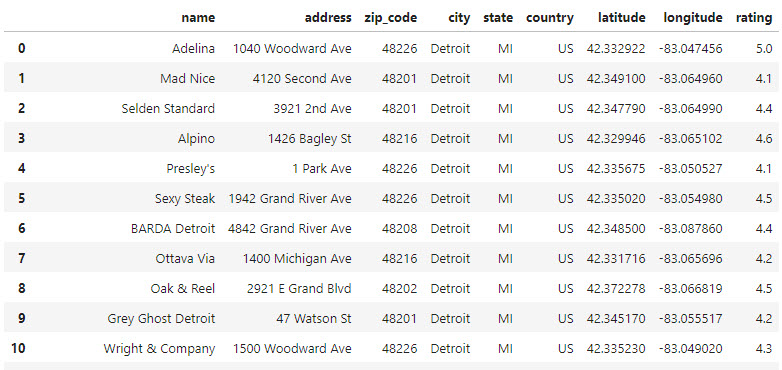 name address zip_code city state country latitude longitude rating
0 Adelina 1040 Woodward Ave 48226 Detroit MI US 42.332922 -83.047456 5.0
1 Mad Nice 4120 Second Ave 48201 Detroit MI US 42.349100 -83.064960 4.1
2 Selden Standard 3921 2nd Ave 48201 Detroit MI US 42.347790 -83.064990 4.4
3 Alpino 1426 Bagley St 48216 Detroit MI US 42.329946 -83.065102 4.6
4 Presley's 1 Park Ave 48226 Detroit MI US 42.335675 -83.050527 4.1
5 Sexy Steak 1942 Grand River Ave 48226 Detroit MI US 42.335020 -83.054980 4.5
6 BARDA Detroit 4842 Grand River Ave 48208 Detroit MI US 42.348500 -83.087860 4.4
7 Ottava Via 1400 Michigan Ave 48216 Detroit MI US 42.331716 -83.065696 4.2
8 Oak & Reel 2921 E Grand Blvd 48202 Detroit MI US 42.372278 -83.066819 4.5
9 Grey Ghost Detroit 47 Watson St 48201 Detroit MI US 42.345170 -83.055517 4.2
10 Wright & Company 1500 Woodward Ave 48226 Detroit MI US 42.335230 -83.049020 4.3